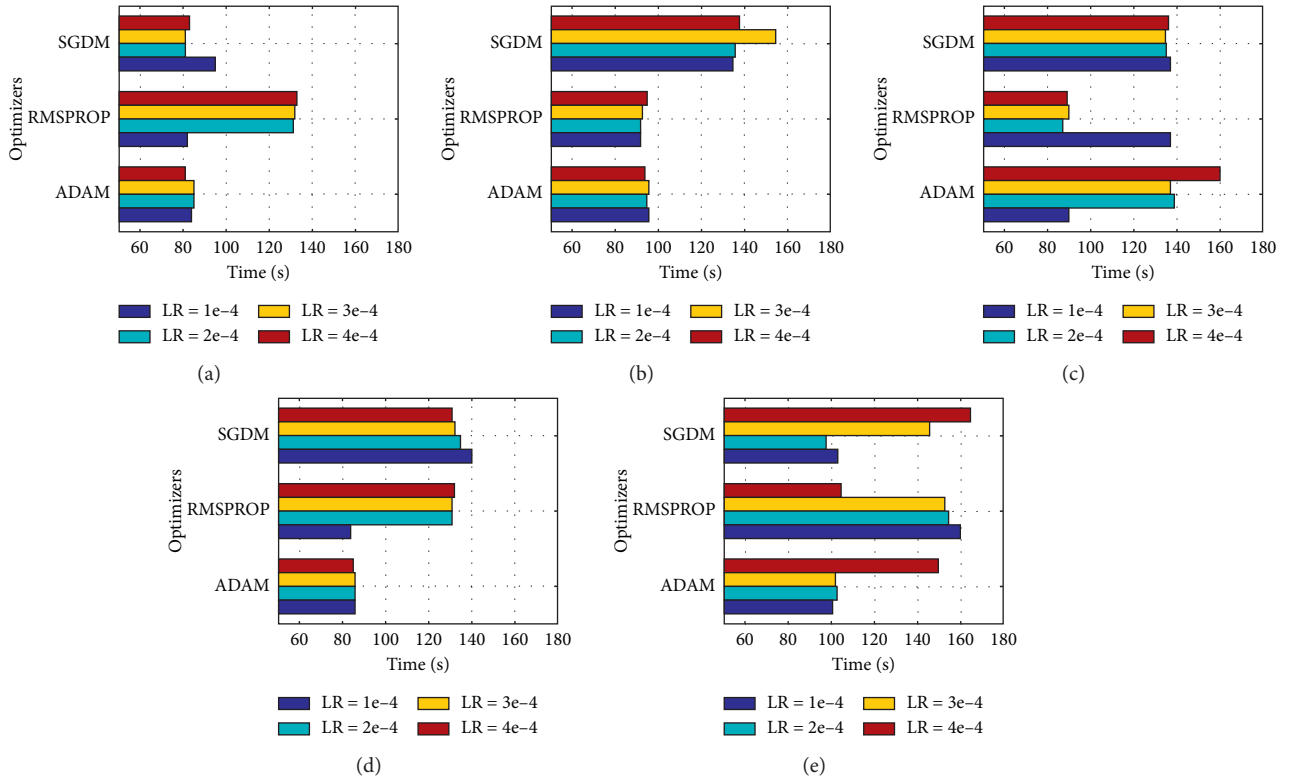 SGDM
RMSPROP
ADAM
Optimizers
60 80 100 120 140 160 180
Time (s)
LR = 1e–4
LR = 3e–4
LR = 2e–4
LR = 4e–4
(a)
SGDM
RMSPROP
ADAM
Optimizers
60 80 100 120 140 160 180
Time (s)
LR = 1e–4
LR = 3e–4
LR = 2e–4
LR = 4e–4
(b)
SGDM
RMSPROP
ADAM
Optimizers
60 80 100 120 140 160 180
Time (s)
LR = 1e–4
LR = 3e–4
LR = 2e–4
LR = 4e–4
(c)
SGDM
RMSPROP
ADAM
Optimizers
60 80 100 120 140 160 180
Time (s)
LR = 1e–4
LR = 3e–4
LR = 2e–4
LR = 4e–4
(d)
SGDM
RMSPROP
ADAM
Optimizers
60 80 100 120 140 160 180
Time (s)
LR = 1e–4
LR = 3e–4
LR = 2e–4
LR = 4e–4
(e)